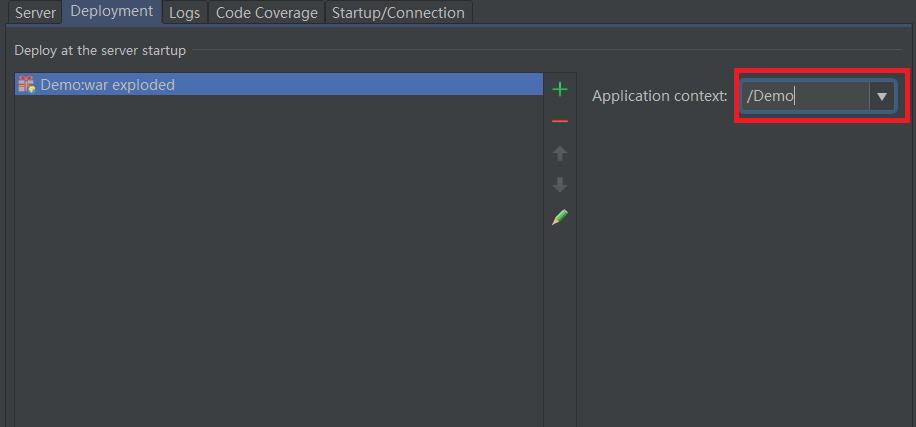 Server Deployment Logs Code Coverage Startup/Connection
Deploy at the server startup
Demo:war exploded
Application context: /Demo